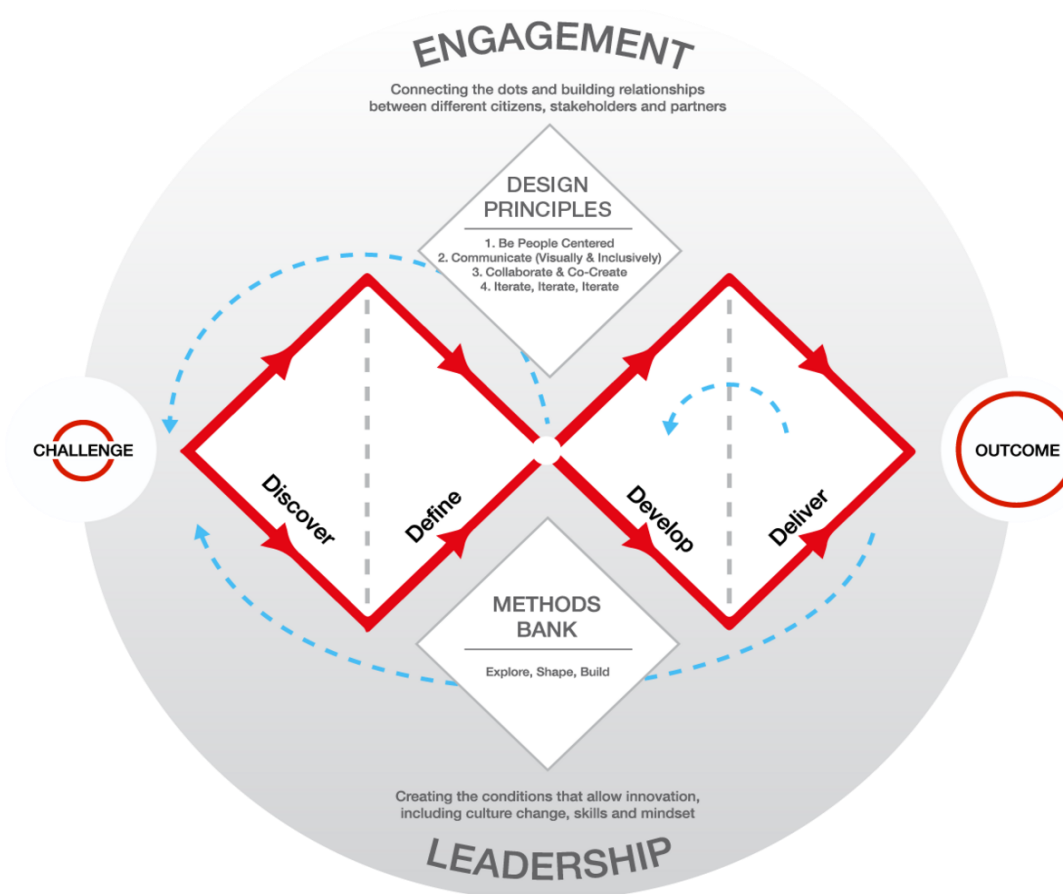 ENGAGEMENT
Connecting the dots and building relationships
between different citizens, stakeholders and partners
DESIGN
PRINCIPLES
1. Be People Centered
2. Communicate (Visually & Inclusively)
3. Collaborate & Co-Create
4. Iterate, Iterate, Iterate
CHALLENGE
Discover
Define
Develop
Deliver
OUTCOME
METHODS
BANK
Explore, Shape, Build
Creating the conditions that allow innovation,
including culture change, skills and mindset
LEADERSHIP